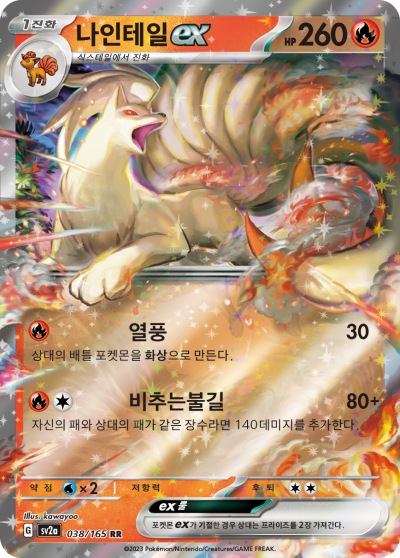 1진화 나인테일 ex HP 260
식스테일에서 진화
열풍 30
상대의 배틀 포켓몬을 화상으로 만든다.
비추는불길 80+
자신의 패와 상대의 패가 같은 장수라면 140데미지를 추가한다.
약점 ×2 저항력 후퇴
Illus. kawayoo
ex룰
포켓몬 ex가 기절한 경우 상대는 프라이즈를 2장 가져간다.
G sv2a 038/165 RR
©2023 Pokémon/Nintendo/Creatures/GAME FREAK.